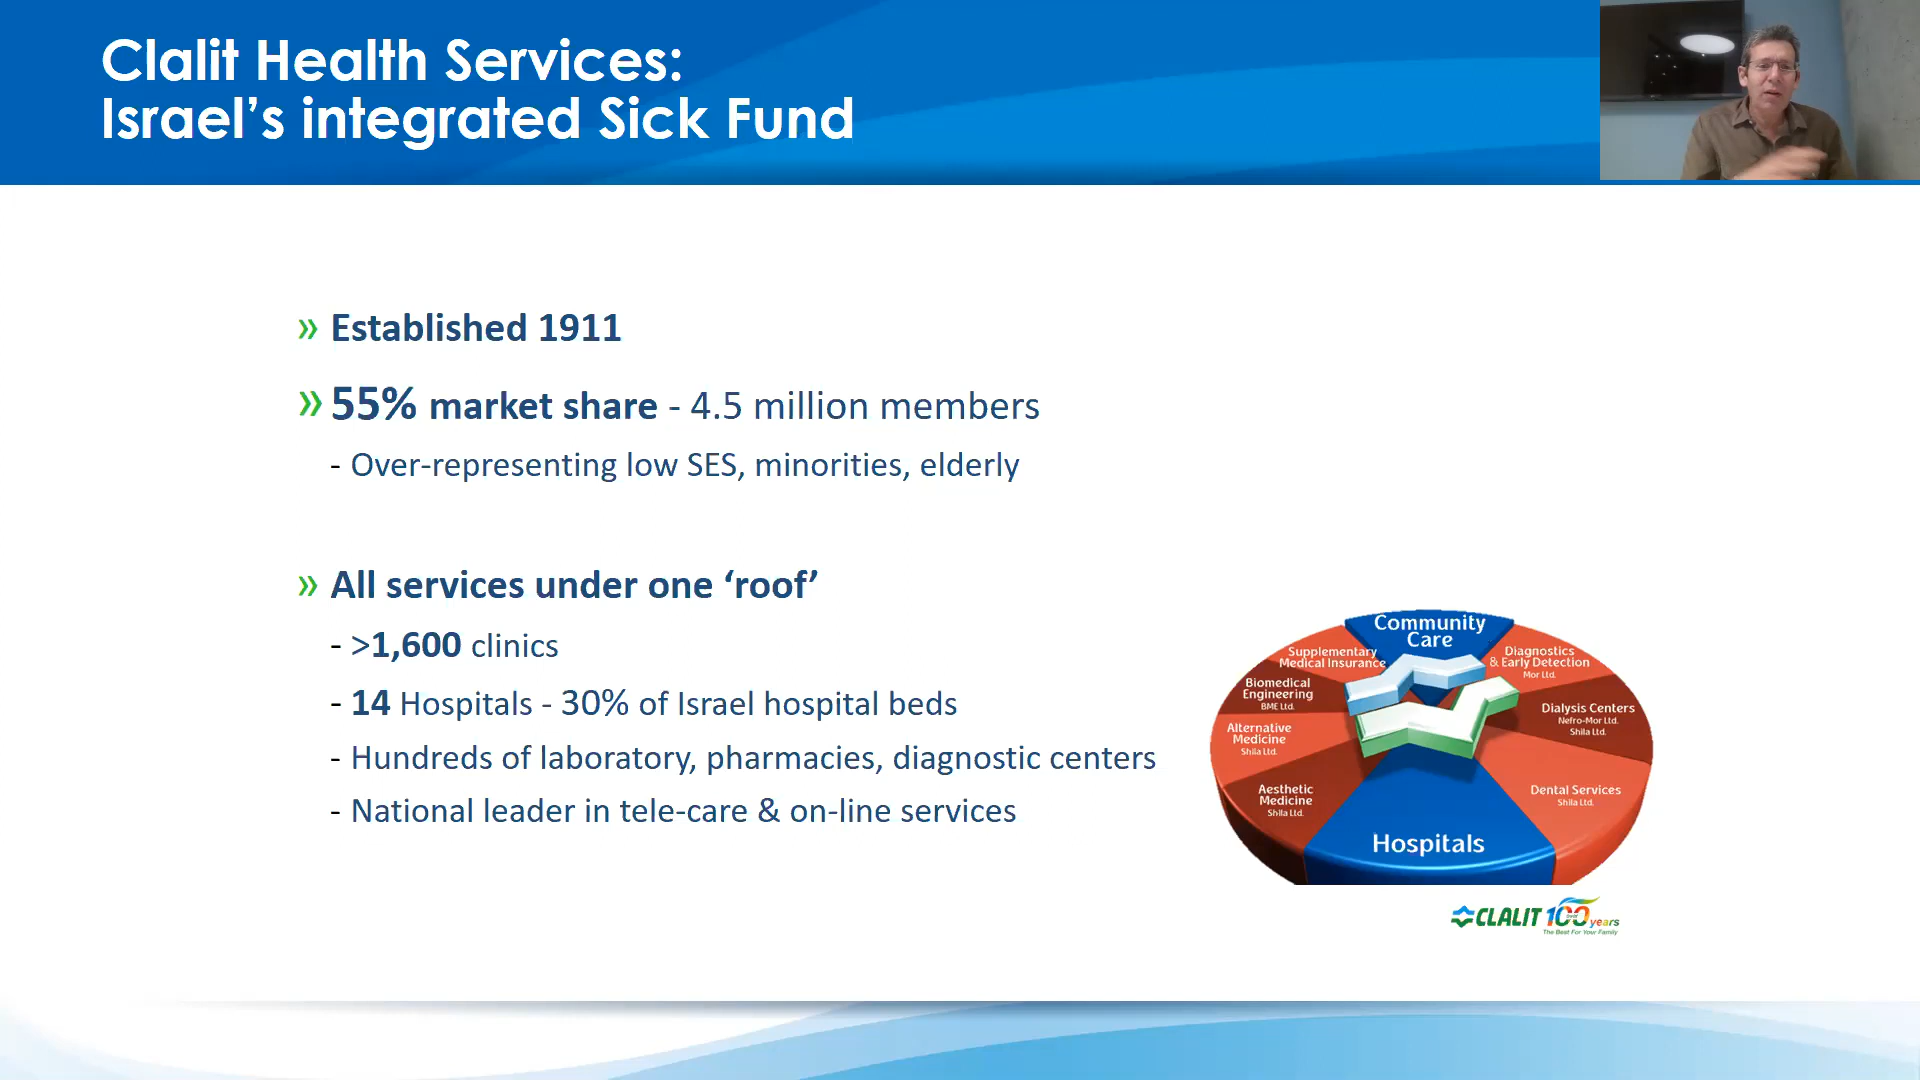 Clalit Health Services:
Israel's integrated Sick Fund
» Established 1911
» 55% market share - 4.5 million members
- Over-representing low SES, minorities, elderly
» All services under one ‘roof’
- >1,600 clinics
- 14 Hospitals - 30% of Israel hospital beds
- Hundreds of laboratory, pharmacies, diagnostic centers
- National leader in tele-care & on-line services
Community
Care
Supplementary
Medical Insurance
Diagnostics
& Early Detection
Mor Ltd.
Biomedical
Engineering
BME Ltd.
Dialysis Centers
Nefro-Mor Ltd.
Shila Ltd.
Alternative
Medicine
Shila Ltd.
Aesthetic
Medicine
Shila Ltd.
Dental Services
Shila Ltd.
Hospitals
CLALIT 100 years
The Best For Your Family